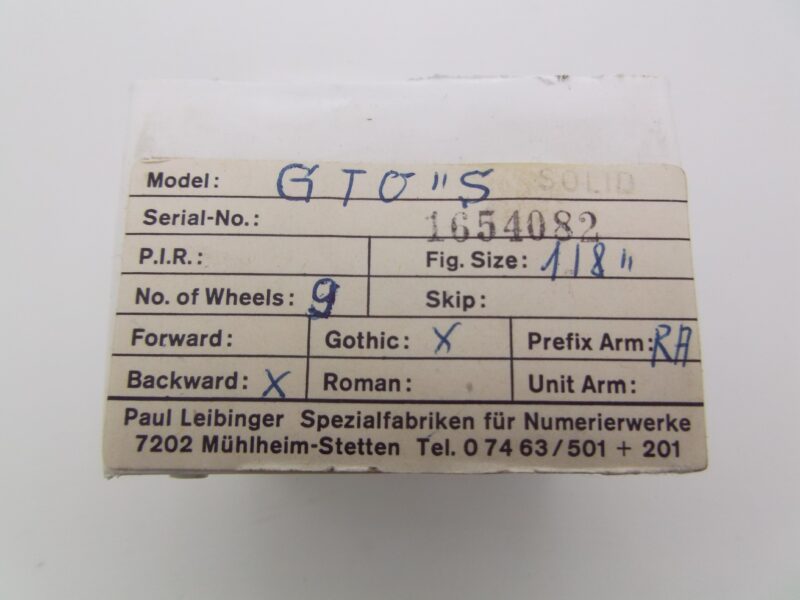 Model: GTO "S SOLID
Serial-No.: 1654082
P.I.R.: Fig. Size: 1/8"
No. of Wheels: 9 Skip:
Forward: Gothic: X Prefix Arm: RA
Backward: X Roman: Unit Arm:
Paul Leibinger Spezialfabriken für Numerierwerke
7202 Mühlheim-Stetten Tel. 0 74 63/501 + 201